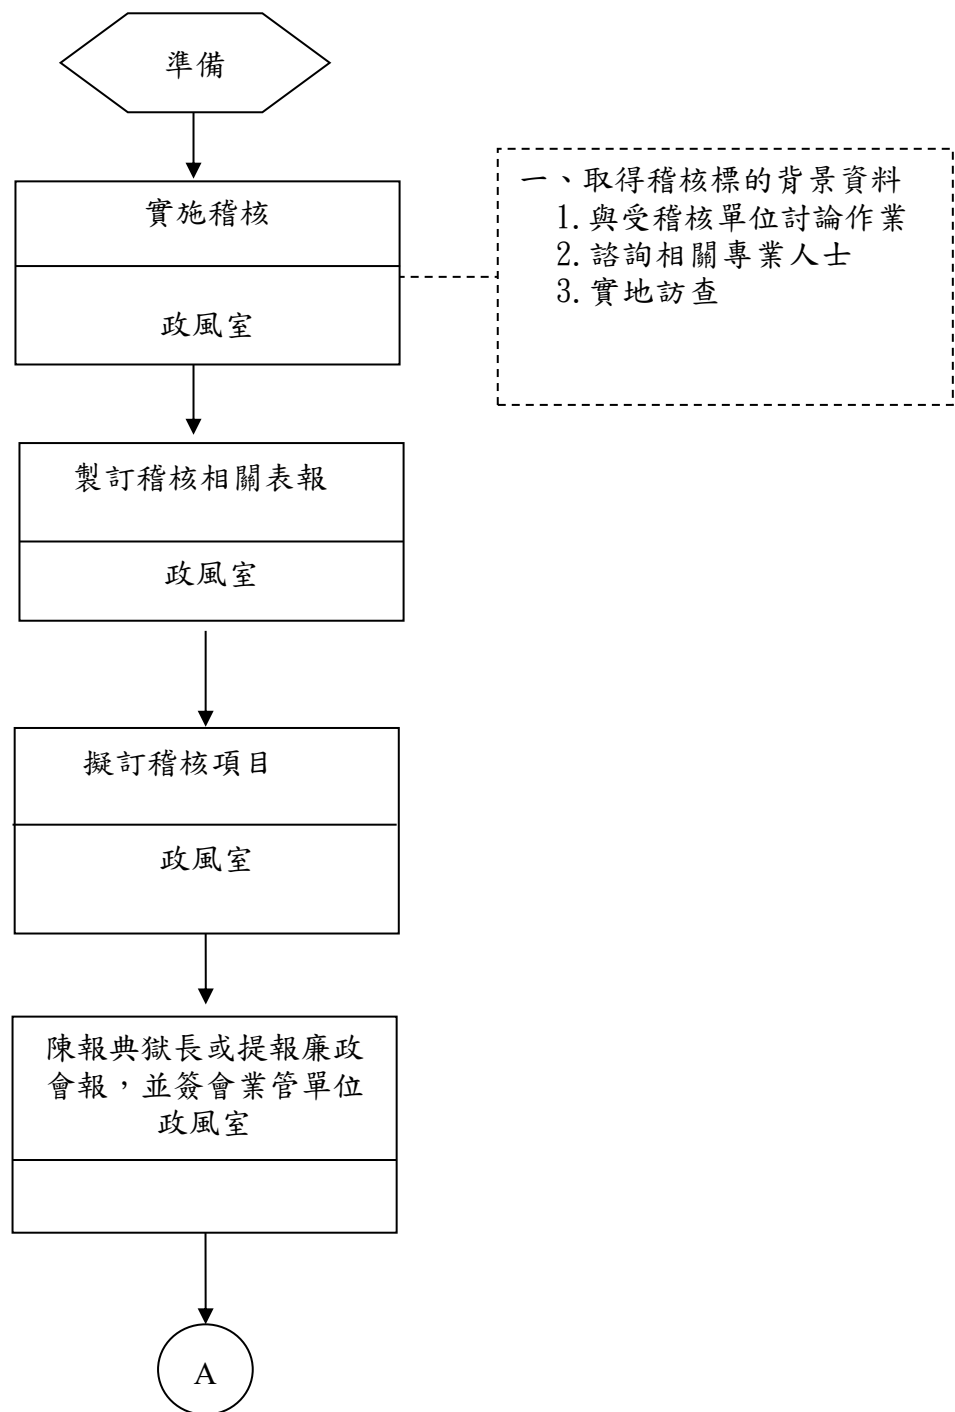 準備
實施稽核
政風室
一、取得稽核標的背景資料
1.與受稽核單位討論作業
2.諮詢相關專業人士
3.實地訪查
製訂稽核相關表報
政風室
擬訂稽核項目
政風室
陳報典獄長或提報廉政
會報，並簽會業管單位
政風室
A